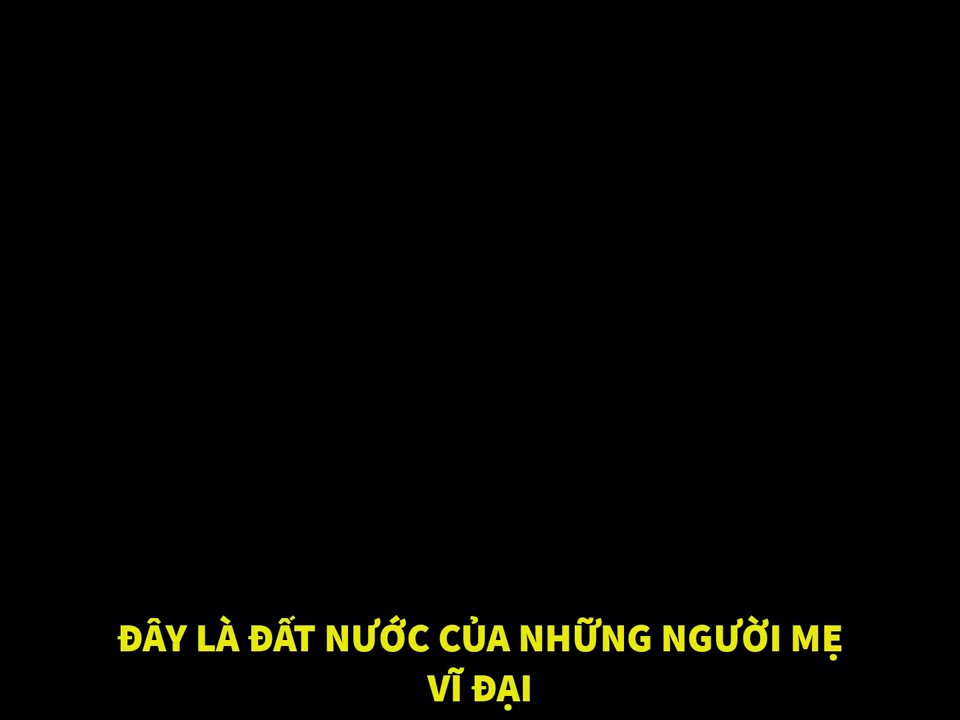 ĐÂY LÀ ĐẤT NƯỚC CỦA NHỮNG NGƯỜI MẸ
VĨ ĐẠI